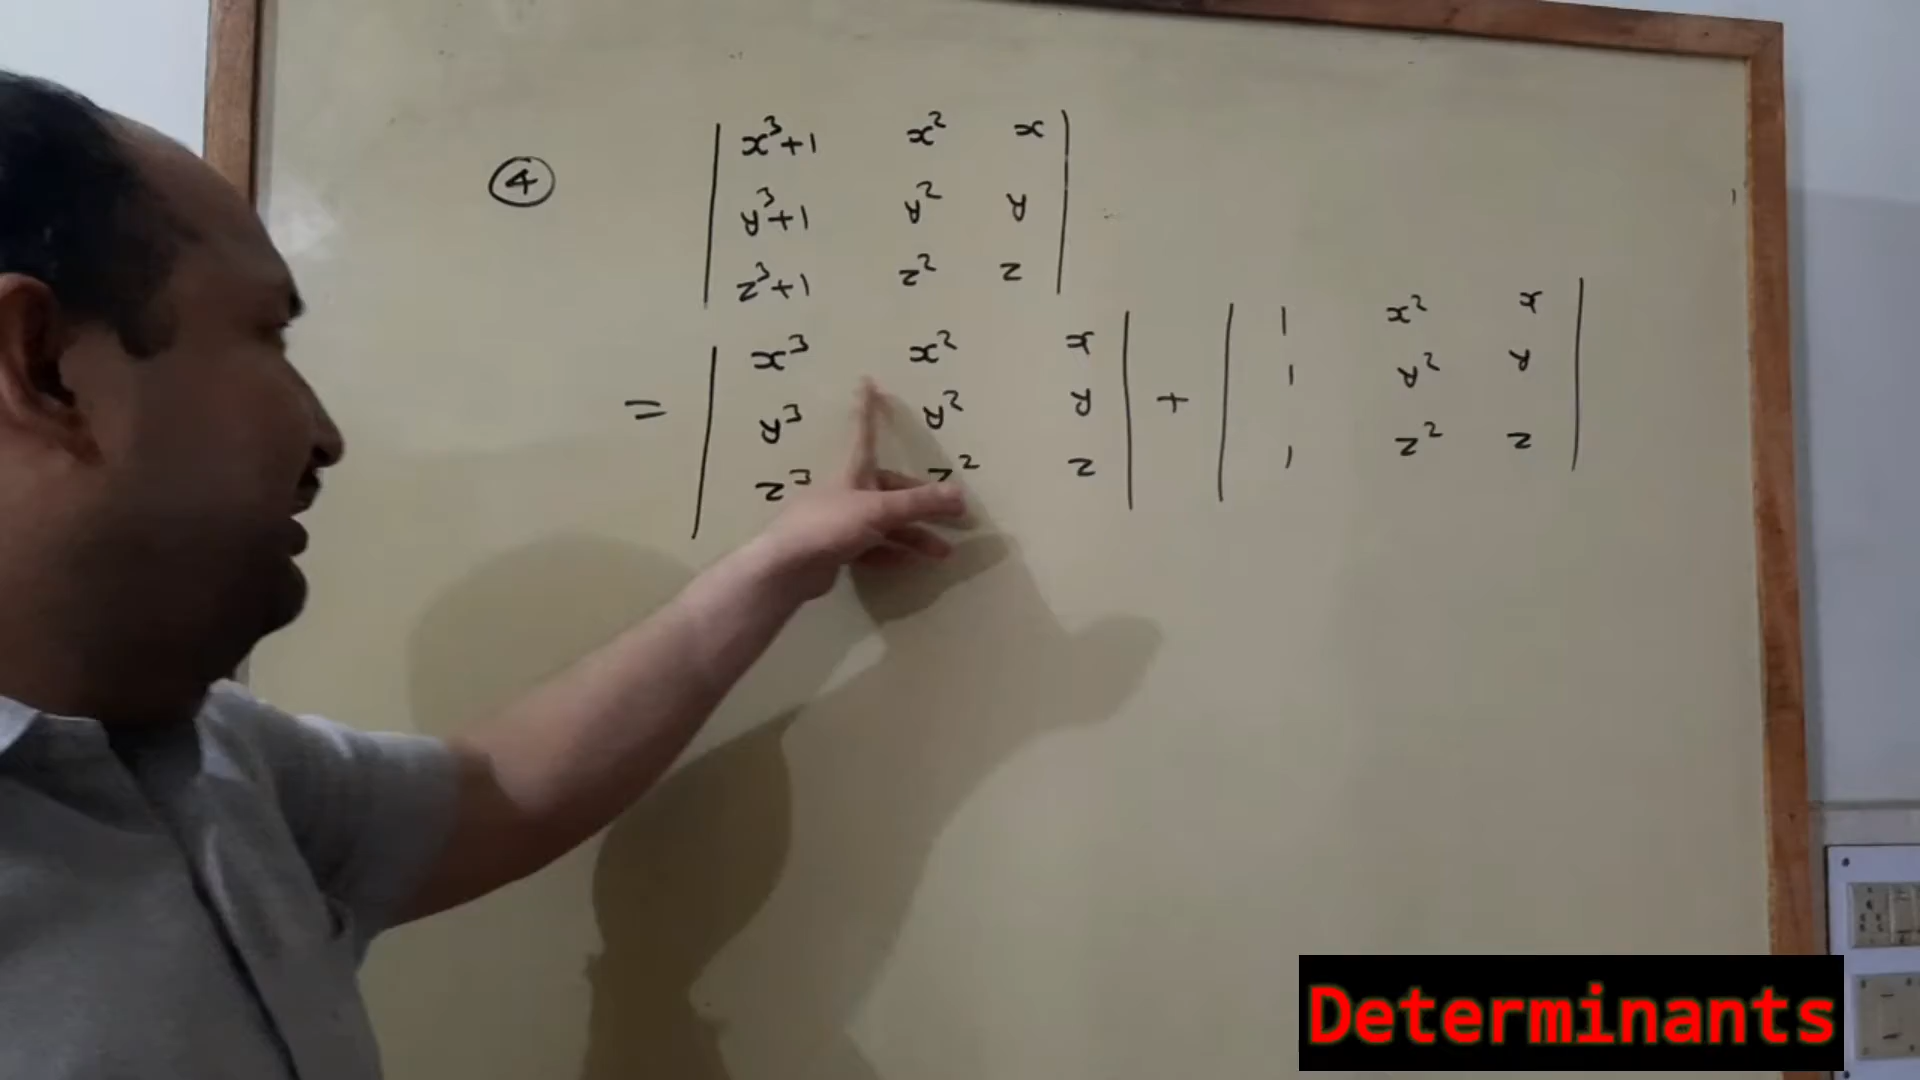 ④ | x³+1 x² x |
| y³+1 y² y |
| z³+1 z² z |
= | x³ x² x | + | 1 x² x |
| y³ y² y | | 1 y² y |
| z³ z² z | | 1 z² z |
Determinants